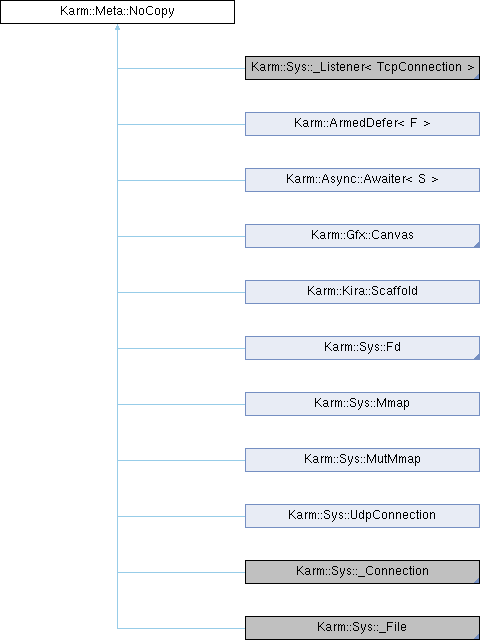 Karm::Meta::NoCopy
Karm::Sys::_Listener< TcpConnection >
Karm::ArmedDefer< F >
Karm::Async::Awaiter< S >
Karm::Gfx::Canvas
Karm::Kira::Scaffold
Karm::Sys::Fd
Karm::Sys::Mmap
Karm::Sys::MutMmap
Karm::Sys::UdpConnection
Karm::Sys::_Connection
Karm::Sys::_File